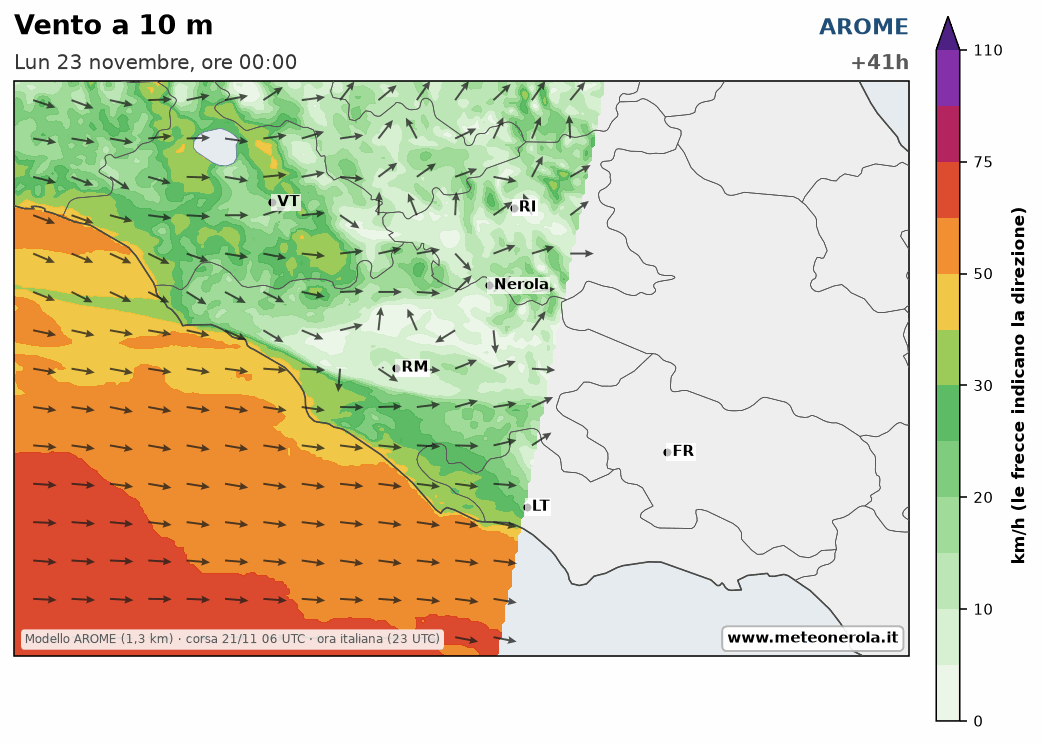 Vento a 10 m
AROME
Lun 23 novembre, ore 00:00
+41h
VT
RI
Nerola
RM
FR
LT
Modello AROME (1,3 km) · corsa 21/11 06 UTC · ora italiana (23 UTC)
www.meteonerola.it
110
75
50
30
20
10
0
km/h (le frecce indicano la direzione)